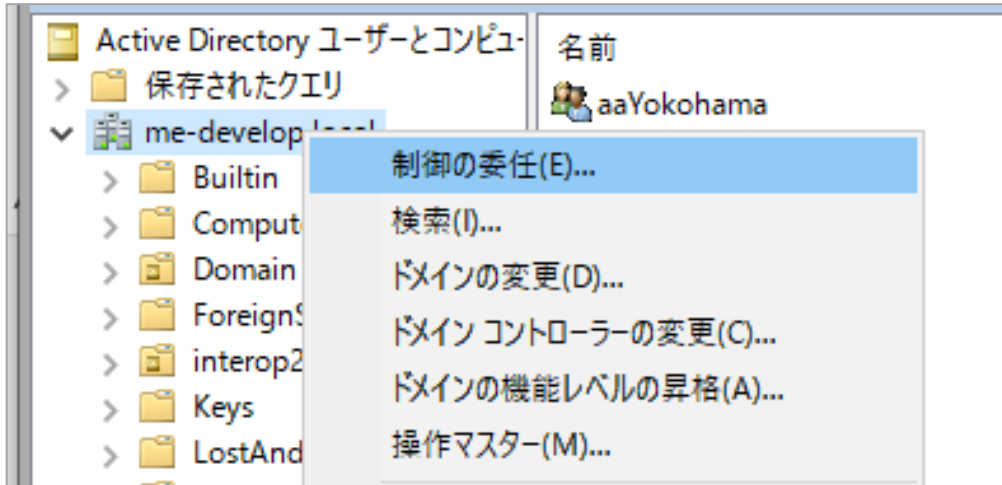 Active Directory ユーザーとコンピュ
保存されたクエリ
me-develop.local
Builtin
Comput
Domain
Foreign
interop2
Keys
LostAnd
名前
aaYokohama
制御の委任(E)...
検索(I)...
ドメインの変更(D)...
ドメイン コントローラーの変更(C)...
ドメインの機能レベルの昇格(A)...
操作マスター(M)...